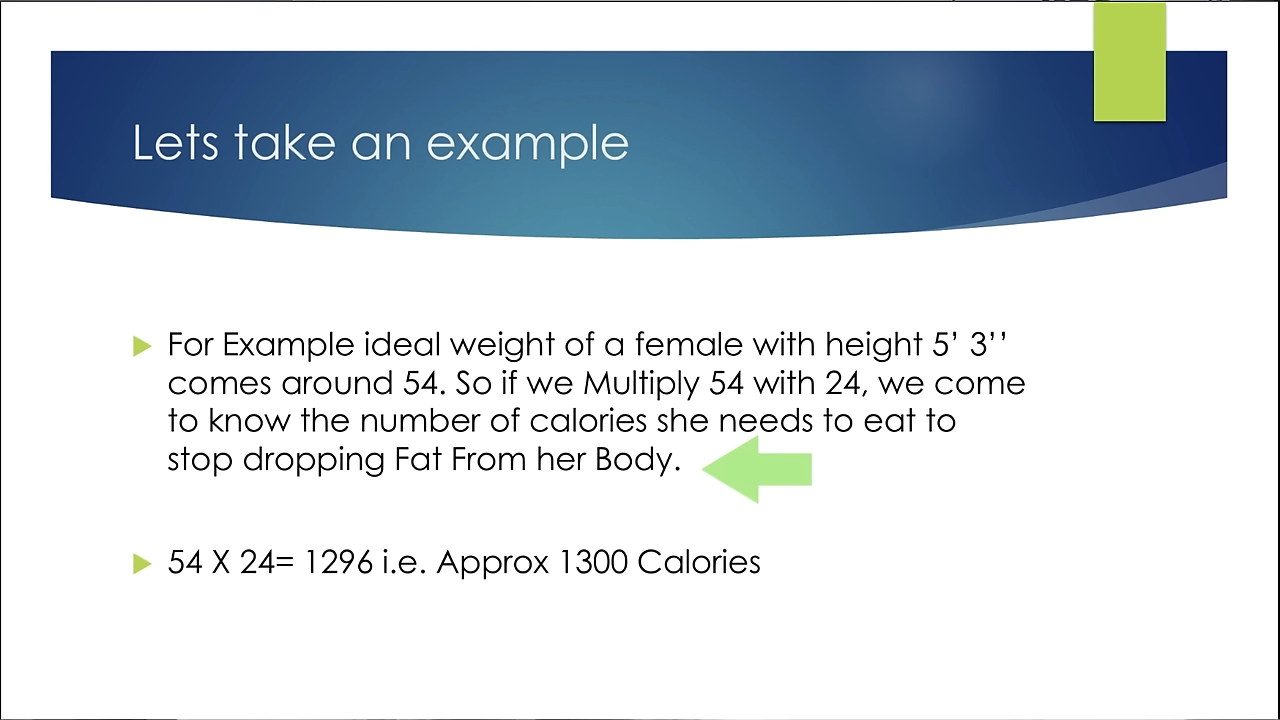 Lets take an example
For Example ideal weight of a female with height 5’ 3’’
comes around 54. So if we Multiply 54 with 24, we come
to know the number of calories she needs to eat to
stop dropping Fat From her Body.
54 X 24= 1296 i.e. Approx 1300 Calories